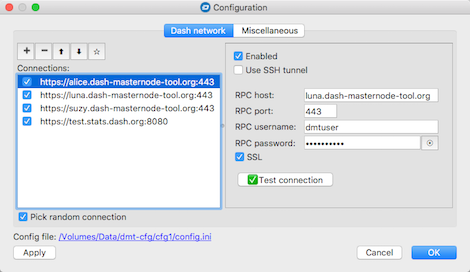 Configuration
Dash network
Miscellaneous
Connections:
https://alice.dash-masternode-tool.org:443
https://luna.dash-masternode-tool.org:443
https://suzy.dash-masternode-tool.org:443
https://test.stats.dash.org:8080
Pick random connection
Enabled
Use SSH tunnel
RPC host: luna.dash-masternode-tool.org
RPC port: 443
RPC username: dmtuser
RPC password: ••••••••••
SSL
Test connection
Config file: /Volumes/Data/dmt-cfg/cfg1/config.ini
Apply
Cancel
OK